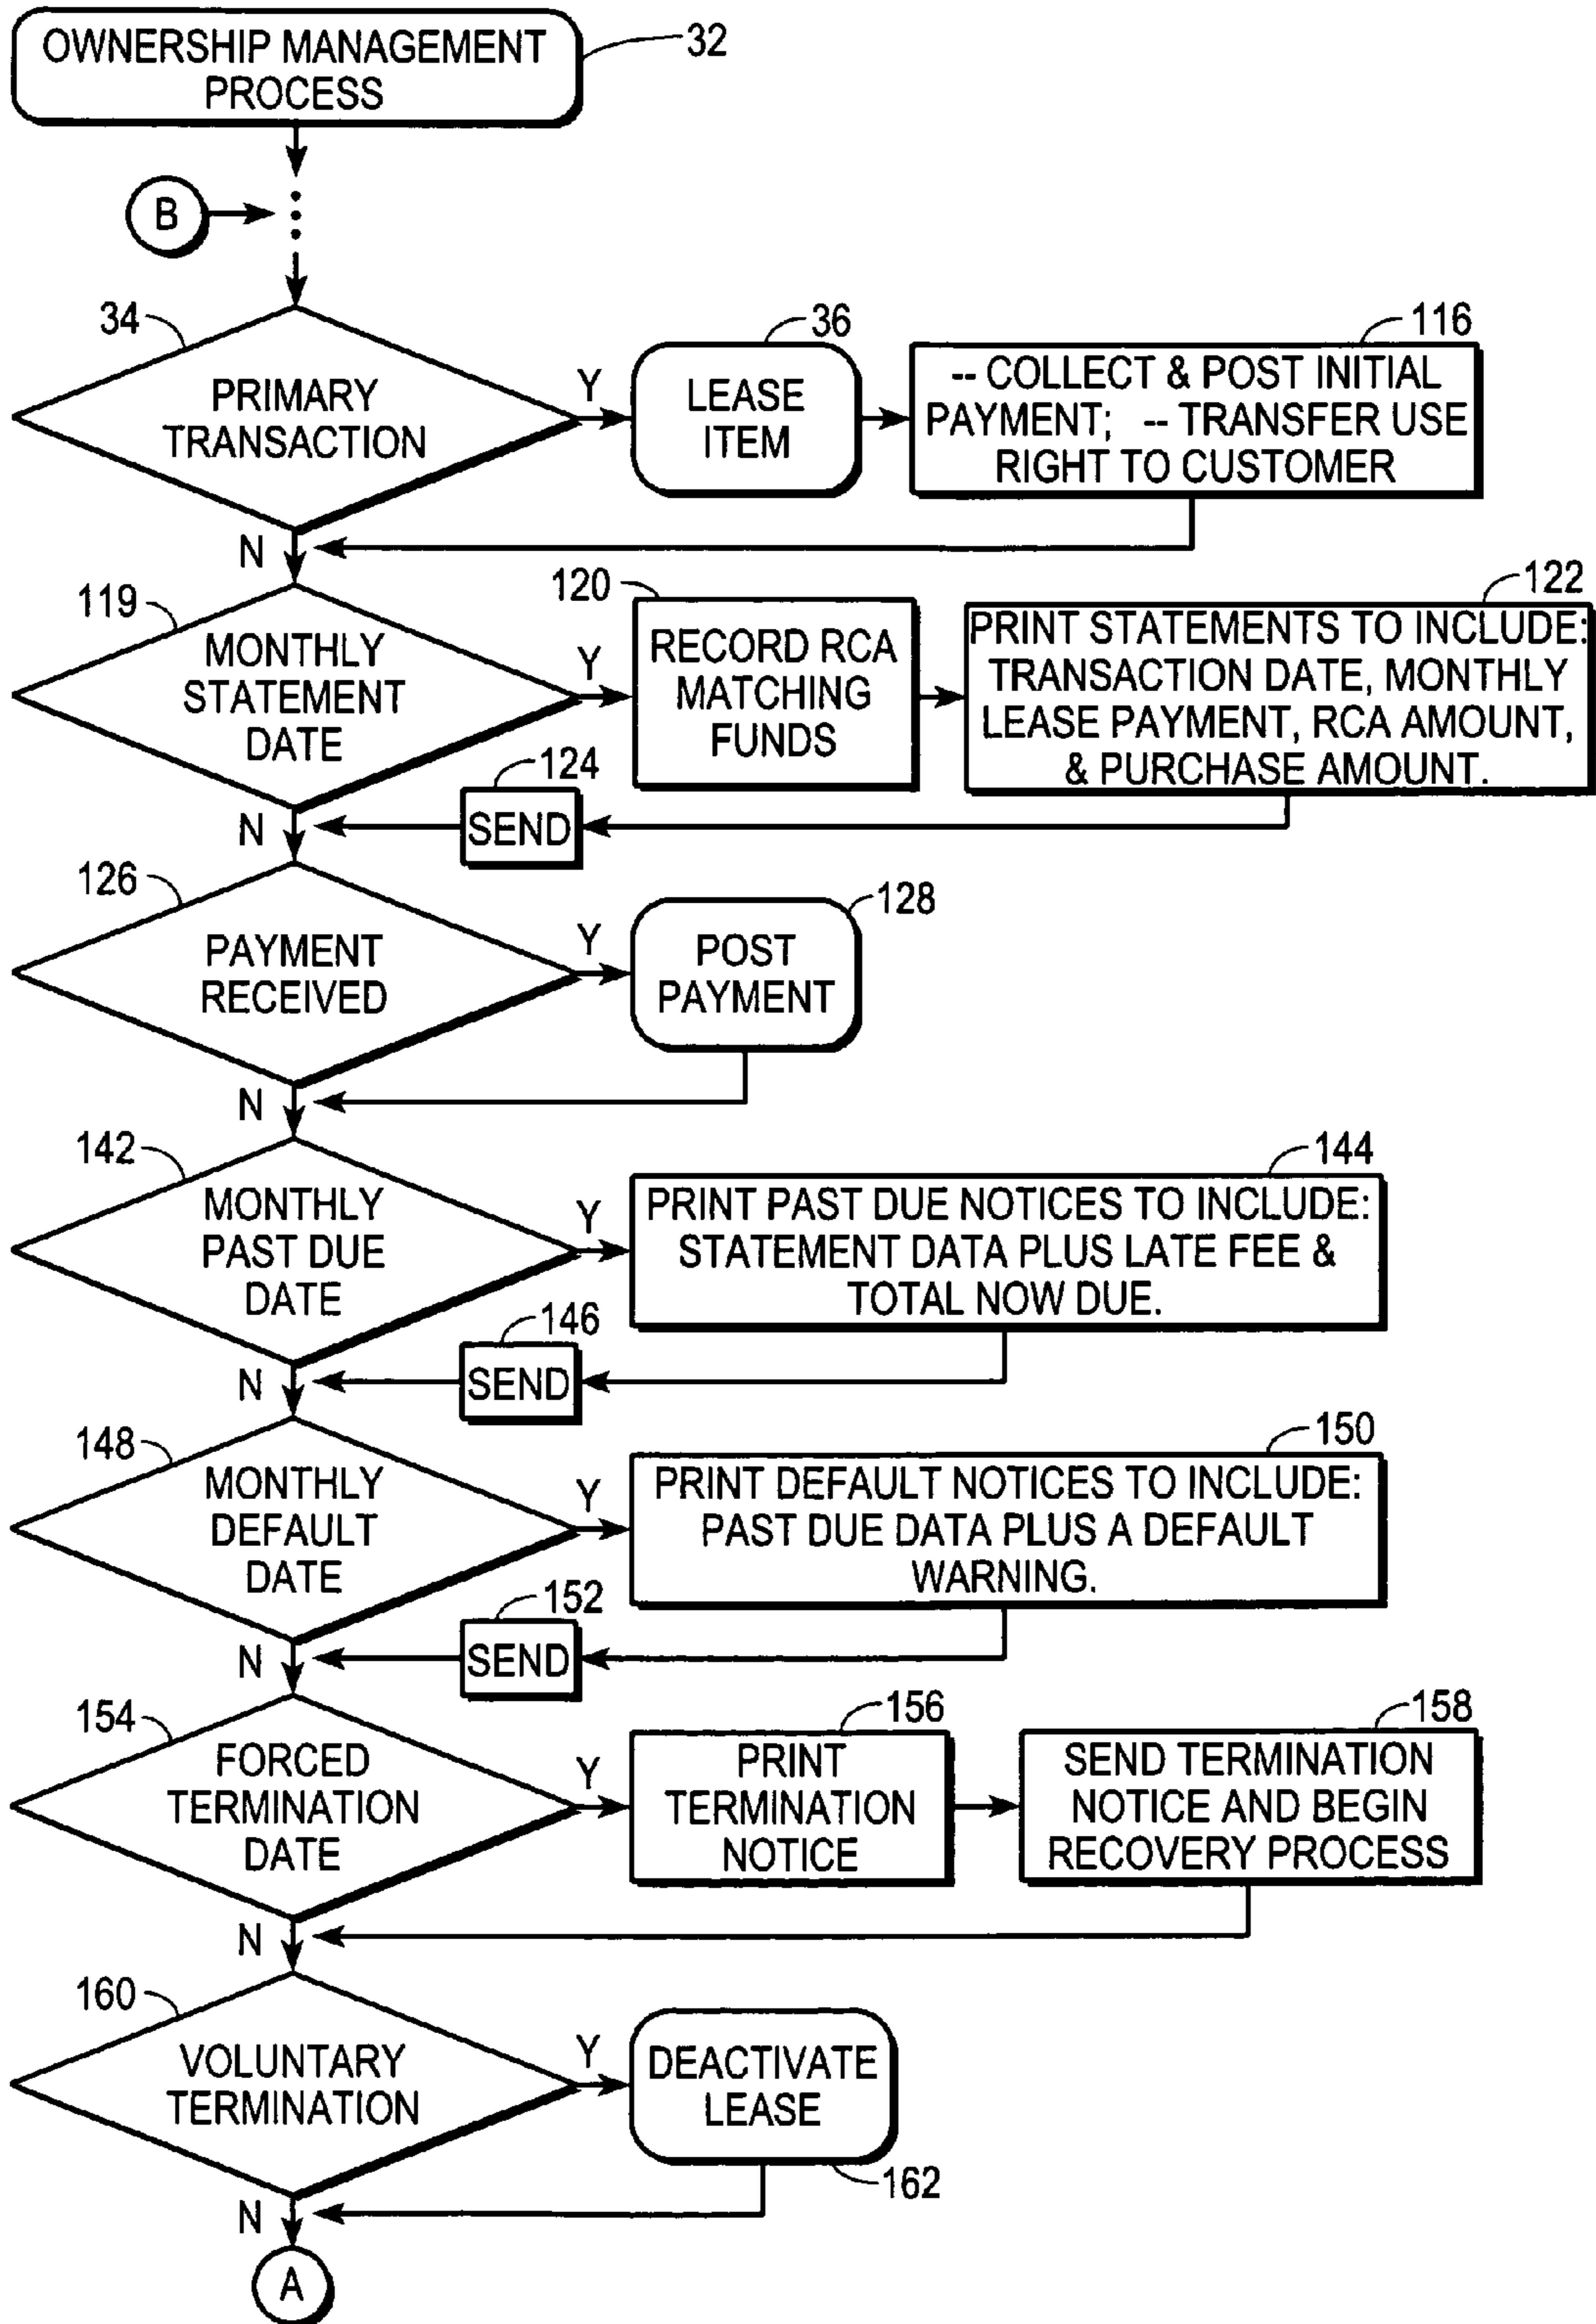 OWNERSHIP MANAGEMENT
PROCESS
32
B
34
PRIMARY
TRANSACTION
Y
36
LEASE
ITEM
116
-- COLLECT & POST INITIAL
PAYMENT; -- TRANSFER USE
RIGHT TO CUSTOMER
N
119
MONTHLY
STATEMENT
DATE
Y
120
RECORD RCA
MATCHING
FUNDS
122
PRINT STATEMENTS TO INCLUDE:
TRANSACTION DATE, MONTHLY
LEASE PAYMENT, RCA AMOUNT,
& PURCHASE AMOUNT.
124
SEND
N
126
PAYMENT
RECEIVED
Y
128
POST
PAYMENT
N
142
MONTHLY
PAST DUE
DATE
Y
144
PRINT PAST DUE NOTICES TO INCLUDE:
STATEMENT DATA PLUS LATE FEE &
TOTAL NOW DUE.
146
SEND
N
148
MONTHLY
DEFAULT
DATE
Y
150
PRINT DEFAULT NOTICES TO INCLUDE:
PAST DUE DATA PLUS A DEFAULT
WARNING.
152
SEND
N
154
FORCED
TERMINATION
DATE
Y
156
PRINT
TERMINATION
NOTICE
158
SEND TERMINATION
NOTICE AND BEGIN
RECOVERY PROCESS
N
160
VOLUNTARY
TERMINATION
Y
DEACTIVATE
LEASE
162
N
A